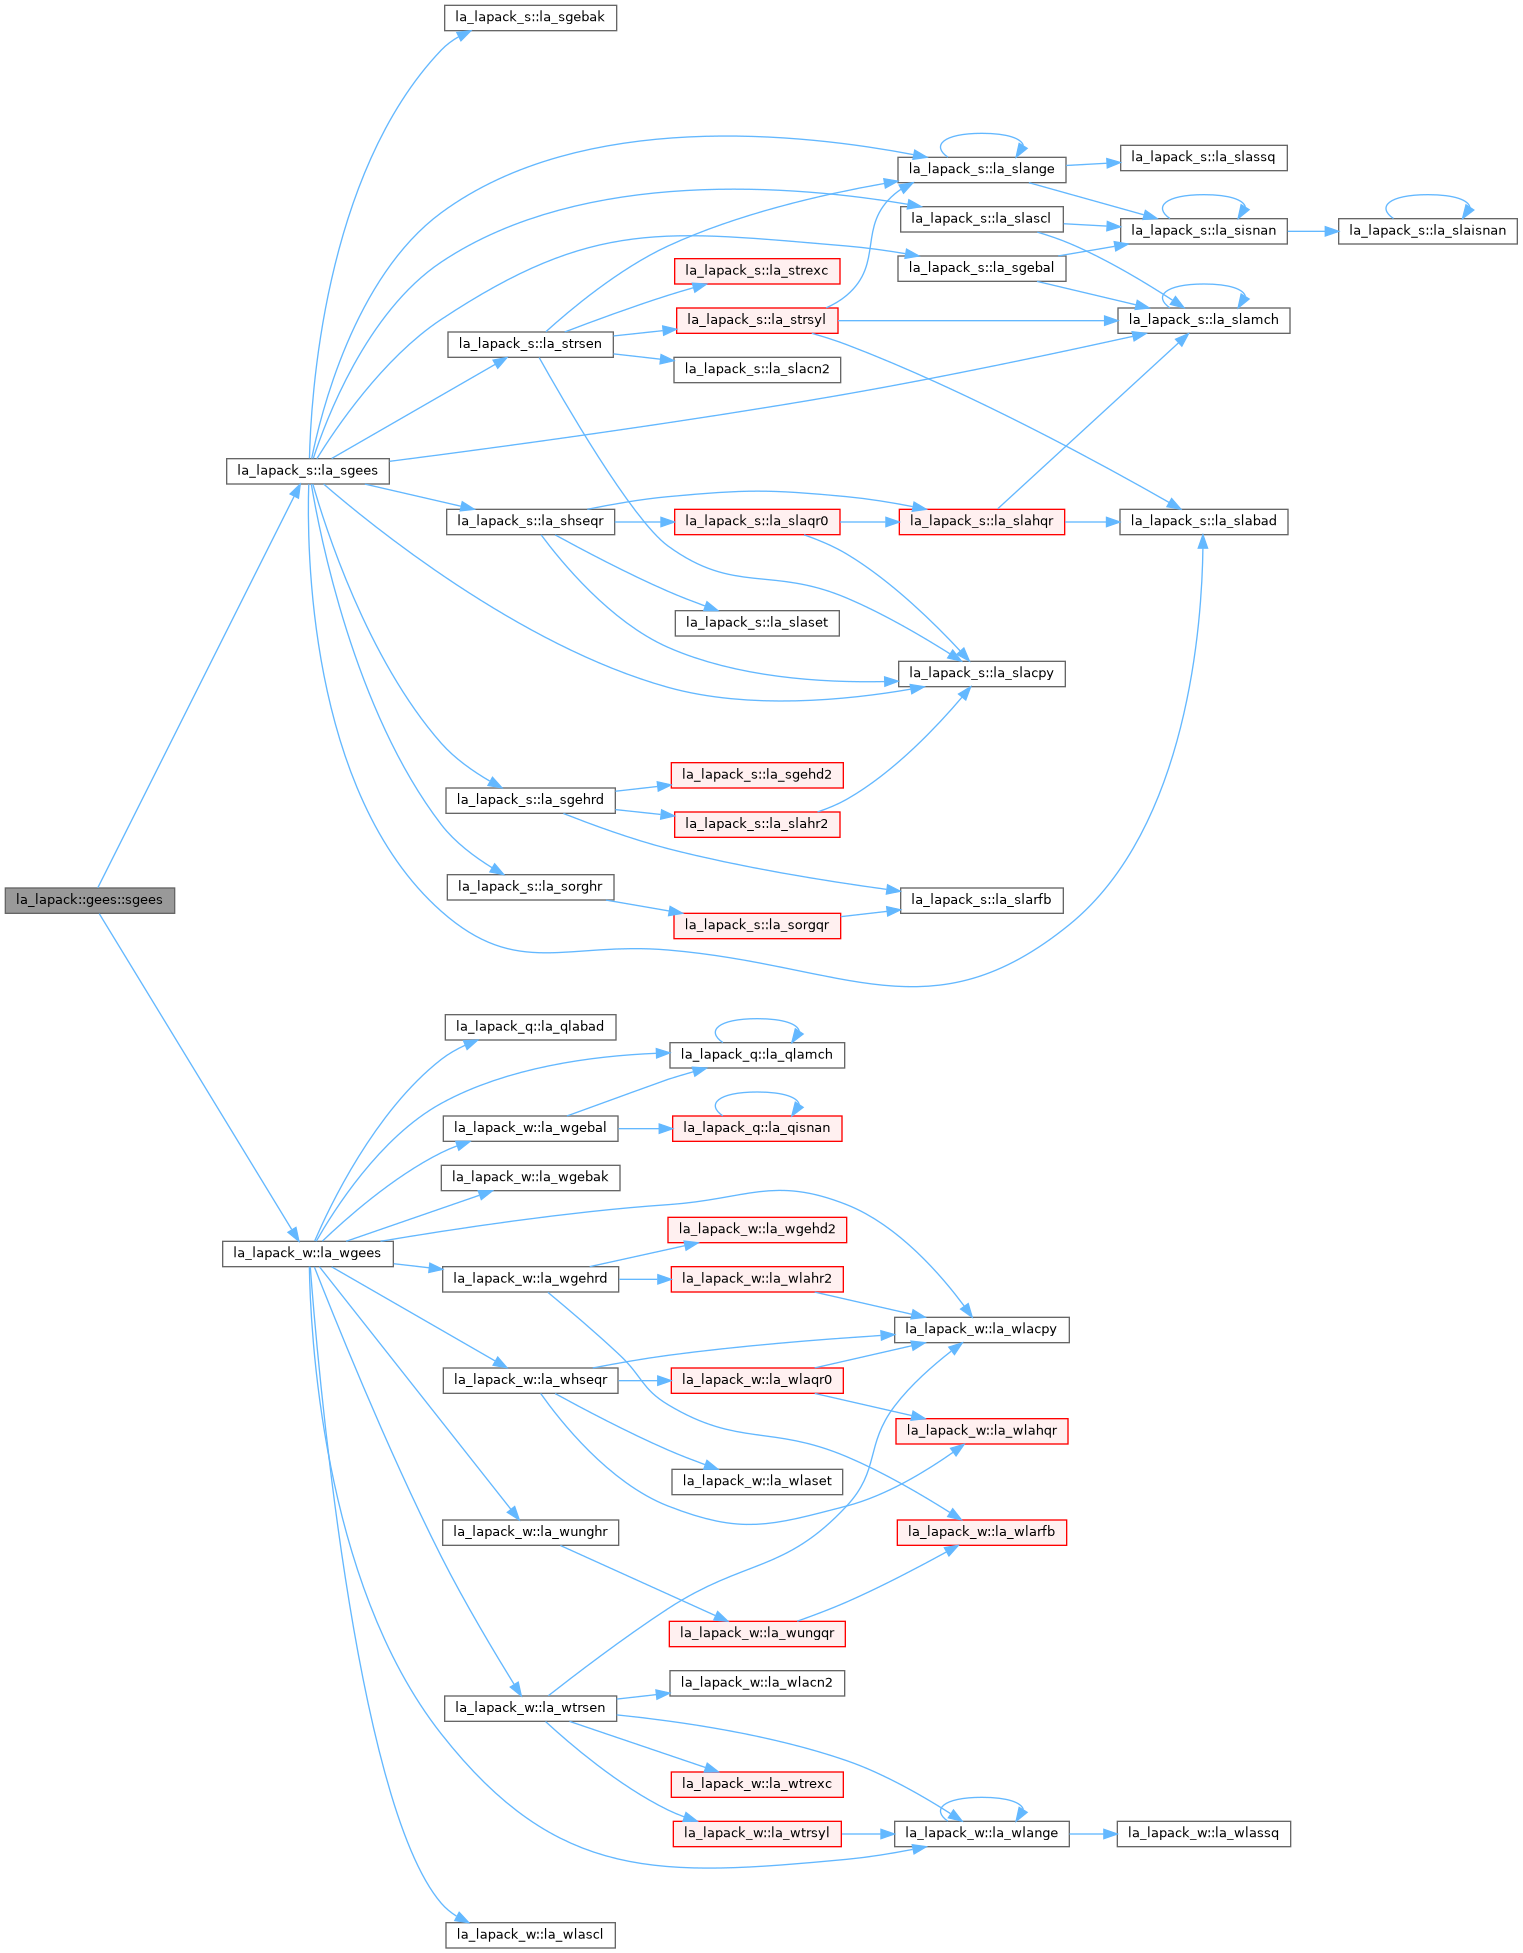 la_lapack_s::la_sgebak
la_lapack_s::la_slassq
la_lapack_s::la_slange
la_lapack_s::la_slascl
la_lapack_s::la_sisnan
la_lapack_s::la_slaisnan
la_lapack_s::la_sgebal
la_lapack_s::la_strexc
la_lapack_s::la_strsyl
la_lapack_s::la_slamch
la_lapack_s::la_strsen
la_lapack_s::la_slacn2
la_lapack_s::la_sgees
la_lapack_s::la_shseqr
la_lapack_s::la_slaqr0
la_lapack_s::la_slahqr
la_lapack_s::la_slabad
la_lapack_s::la_slaset
la_lapack_s::la_slacpy
la_lapack_s::la_sgehd2
la_lapack_s::la_sgehrd
la_lapack_s::la_slahr2
la_lapack_s::la_sorghr
la_lapack::gees::sgees
la_lapack_s::la_slarfb
la_lapack_s::la_sorgqr
la_lapack_q::la_qlabad
la_lapack_q::la_qlamch
la_lapack_w::la_wgebal
la_lapack_q::la_qisnan
la_lapack_w::la_wgebak
la_lapack_w::la_wgehd2
la_lapack_w::la_wgees
la_lapack_w::la_wgehrd
la_lapack_w::la_wlahr2
la_lapack_w::la_wlacpy
la_lapack_w::la_whseqr
la_lapack_w::la_wlaqr0
la_lapack_w::la_wlahqr
la_lapack_w::la_wlaset
la_lapack_w::la_wunghr
la_lapack_w::la_wlarfb
la_lapack_w::la_wungqr
la_lapack_w::la_wlacn2
la_lapack_w::la_wtrsen
la_lapack_w::la_wtrexc
la_lapack_w::la_wtrsyl
la_lapack_w::la_wlange
la_lapack_w::la_wlassq
la_lapack_w::la_wlascl